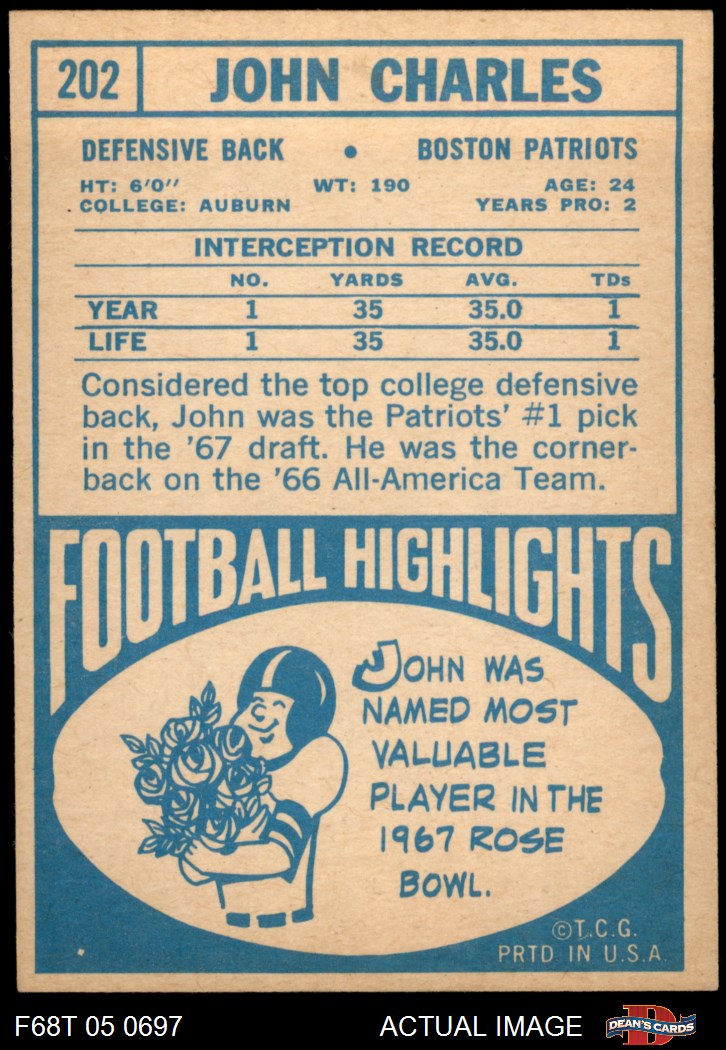 202 JOHN CHARLES
DEFENSIVE BACK • BOSTON PATRIOTS
HT: 6'0" WT: 190 AGE: 24
COLLEGE: AUBURN YEARS PRO: 2
INTERCEPTION RECORD
NO. YARDS AVG. TDs
YEAR 1 35 35.0 1
LIFE 1 35 35.0 1
Considered the top college defensive
back, John was the Patriots' #1 pick
in the '67 draft. He was the corner-
back on the '66 All-America Team.
FOOTBALL HIGHLIGHTS
JOHN WAS
NAMED MOST
VALUABLE
PLAYER IN THE
1967 ROSE
BOWL.
©T.C.G.
PRTD IN U.S.A.
F68T 05 0697 ACTUAL IMAGE D DEAN'S CARDS